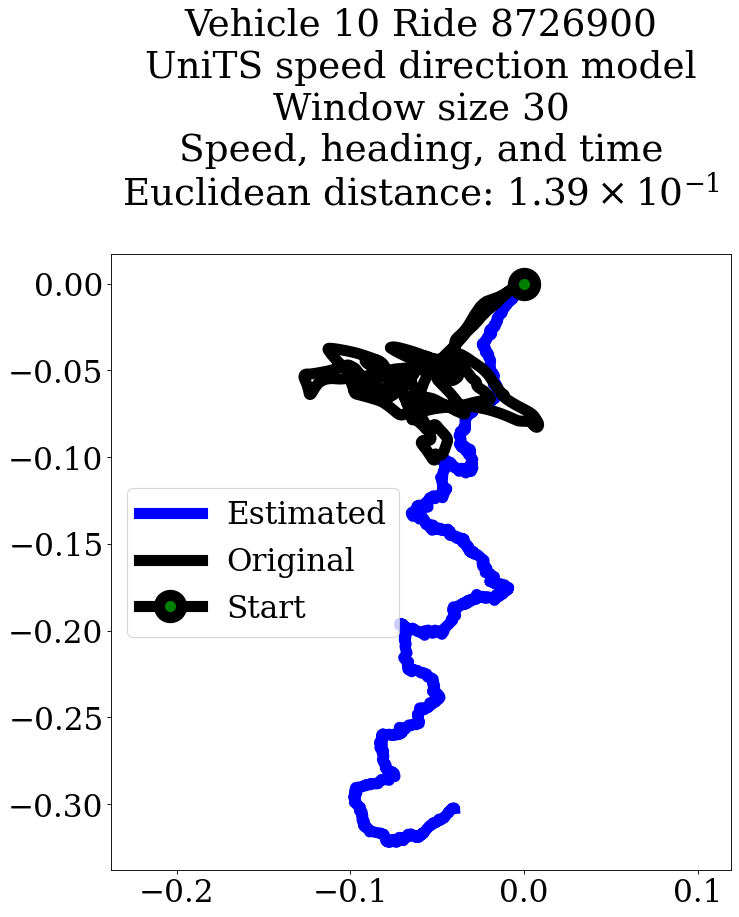 Vehicle 10 Ride 8726900
UniTS speed direction model
Window size 30
Speed, heading, and time
Euclidean distance: 1.39 × 10⁻¹
0.00
−0.05
−0.10
−0.15
−0.20
−0.25
−0.30
Estimated
Original
Start
−0.2
−0.1
0.0
0.1